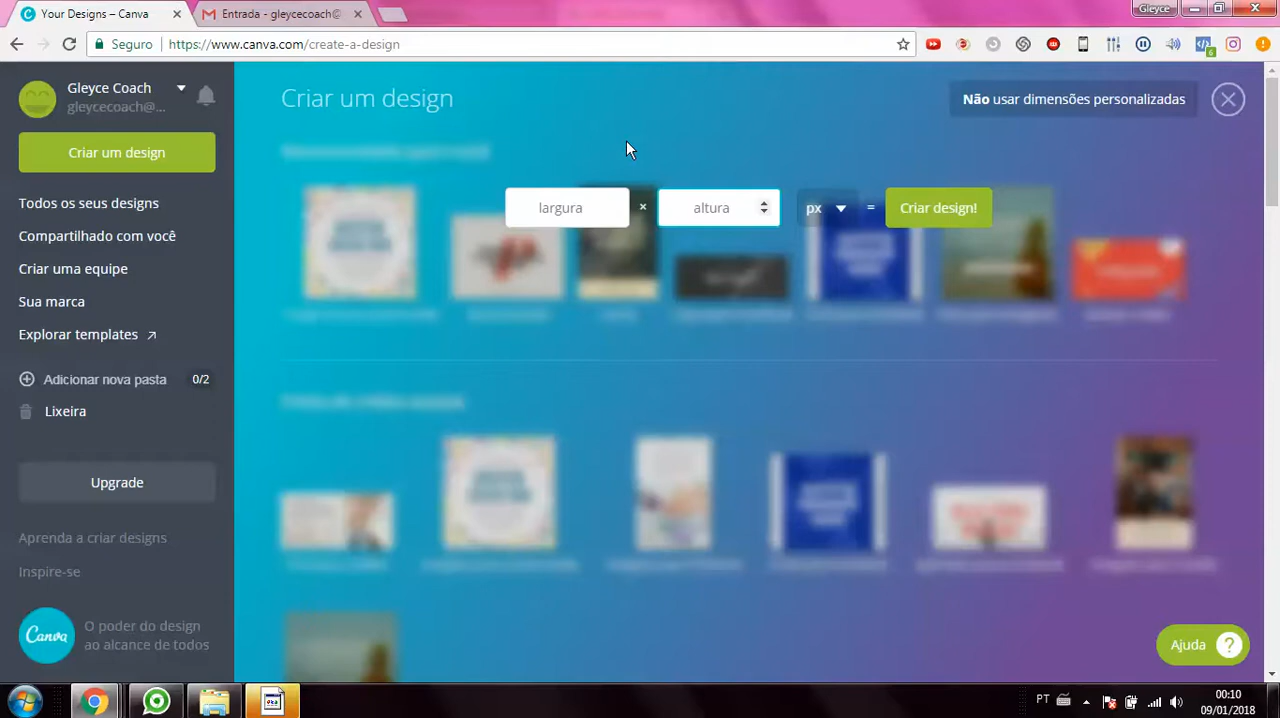 Your Designs – Canva
Entrada - gleycecoach@
Gleyce
Seguro
https://www.canva.com/create-a-design
6
Gleyce Coach
gleycecoach@...
Criar um design
Todos os seus designs
Compartilhado com você
Criar uma equipe
Sua marca
Explorar templates
Adicionar nova pasta 0/2
Lixeira
Upgrade
Aprenda a criar designs
Inspire-se
Canva
O poder do design
ao alcance de todos
Criar um design
Não usar dimensões personalizadas
largura × altura px = Criar design!
Ajuda ?
PT
00:10
09/01/2018